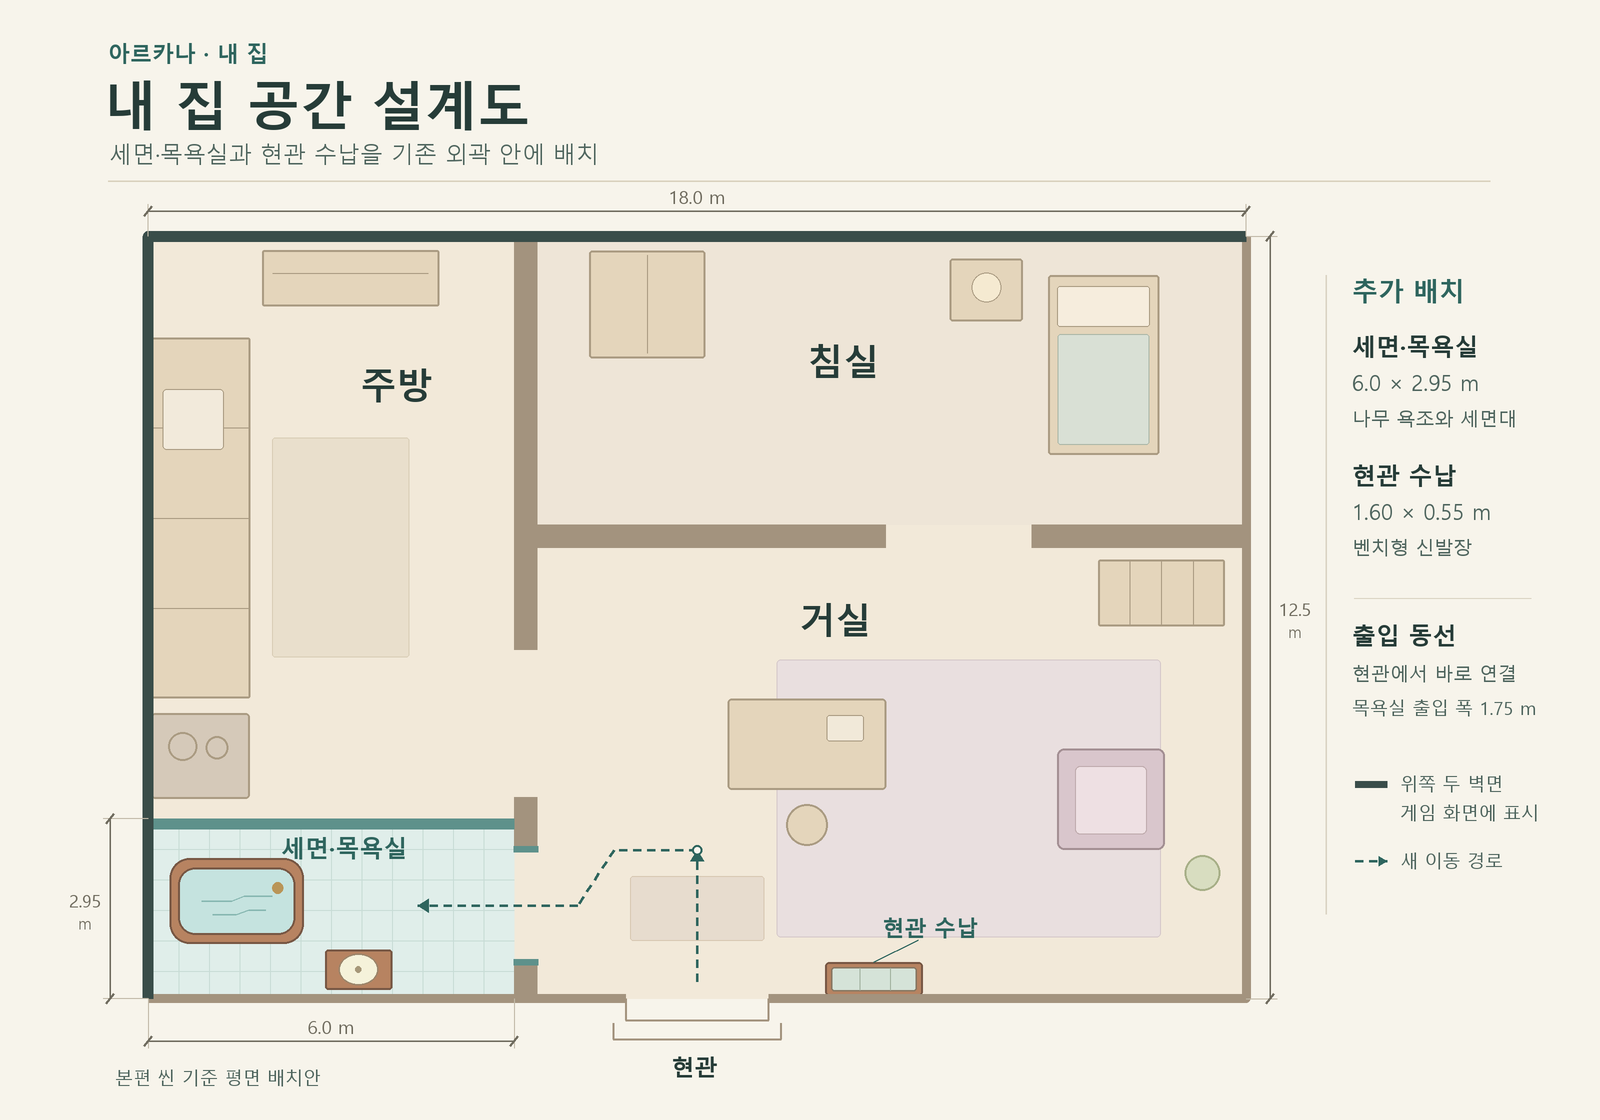 아르카나 · 내 집
내 집 공간 설계도
세면·목욕실과 현관 수납을 기존 외곽 안에 배치
18.0 m
주방
침실
거실
세면·목욕실
현관 수납
현관
12.5
m
2.95
m
6.0 m
본편 씬 기준 평면 배치안
추가 배치
세면·목욕실
6.0 × 2.95 m
나무 욕조와 세면대
현관 수납
1.60 × 0.55 m
벤치형 신발장
출입 동선
현관에서 바로 연결
목욕실 출입 폭 1.75 m
위쪽 두 벽면
게임 화면에 표시
새 이동 경로